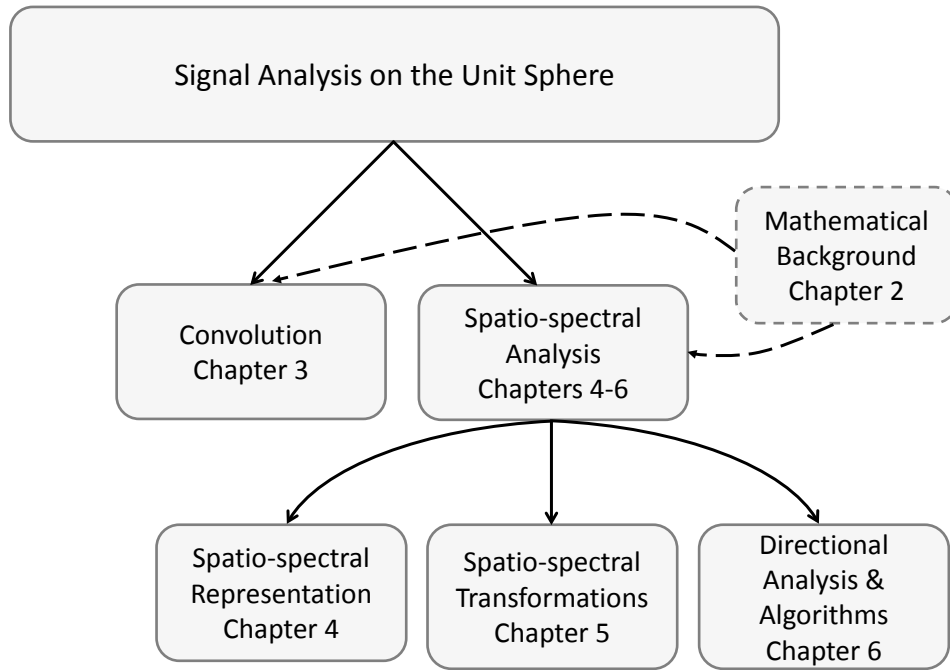 Signal Analysis on the Unit Sphere
Mathematical
Background
Chapter 2
Convolution
Chapter 3
Spatio-spectral
Analysis
Chapters 4-6
Spatio-spectral
Representation
Chapter 4
Spatio-spectral
Transformations
Chapter 5
Directional
Analysis &
Algorithms
Chapter 6